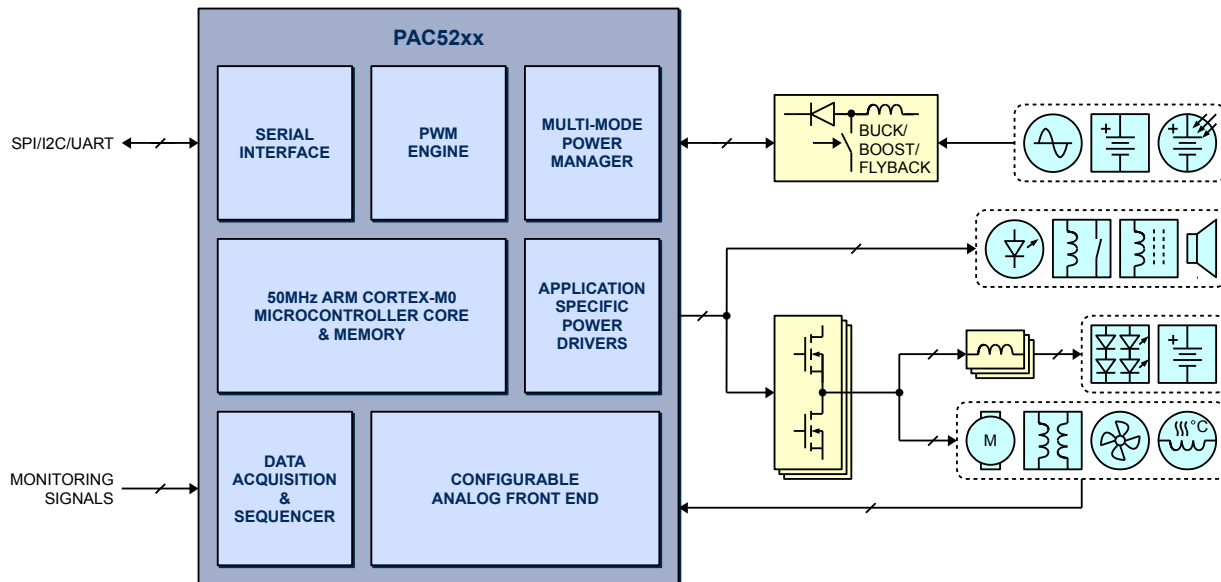 PAC52xx
SERIAL
INTERFACE
PWM
ENGINE
MULTI-MODE
POWER
MANAGER
SPI/I2C/UART
BUCK/
BOOST/
FLYBACK
+
+
50MHz ARM CORTEX-M0
MICROCONTROLLER CORE
& MEMORY
APPLICATION
SPECIFIC
POWER
DRIVERS
+
M
°C
DATA
ACQUISITION
&
SEQUENCER
CONFIGURABLE
ANALOG FRONT END
MONITORING
SIGNALS